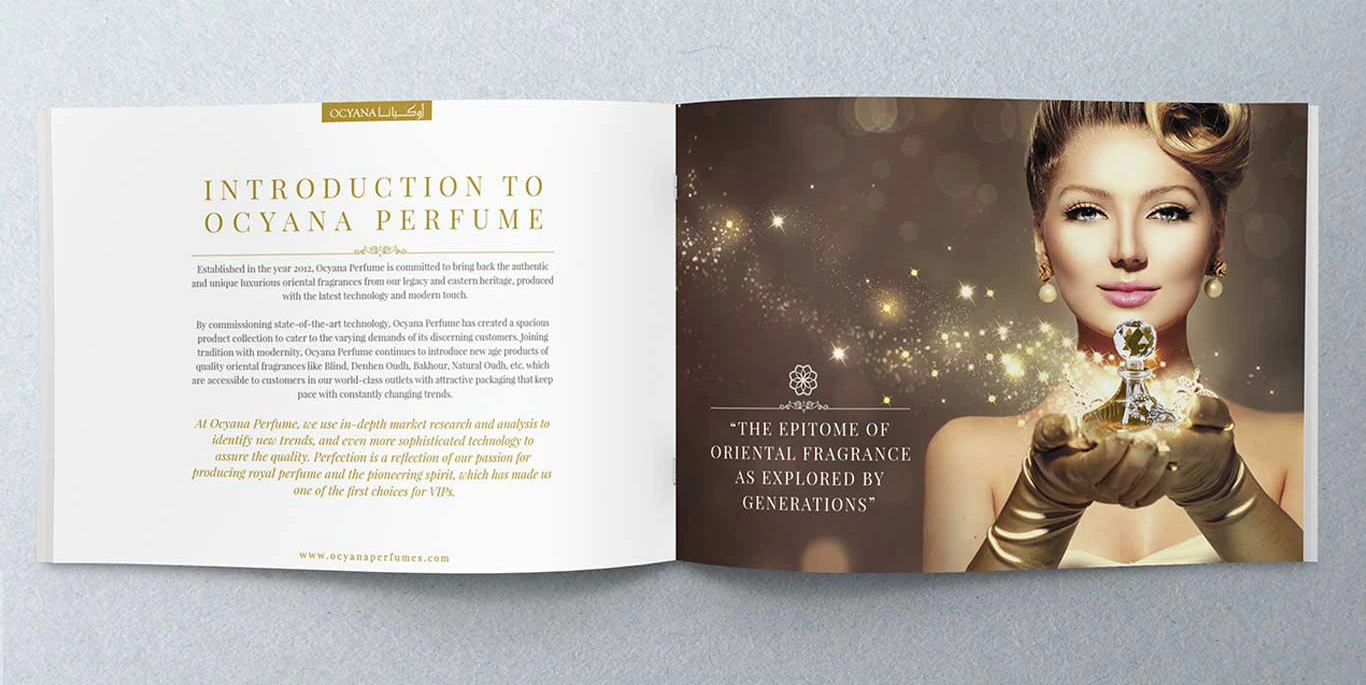 OCYANA أوكـيـانـا
INTRODUCTION TO
OCYANA PERFUME
Established in the year 2012, Ocyana Perfume is committed to bring back the authentic
and unique luxurious oriental fragrances from our legacy and eastern heritage, produced
with the latest technology and modern touch.
By commissioning state-of-the-art technology, Ocyana Perfume has created a spacious
product collection to cater to the varying demands of its discerning customers. Joining
tradition with modernity, Ocyana Perfume continues to introduce new age products of
quality oriental fragrances like Blind, Denhen Oudh, Bakhour, Natural Oudh, etc. which
are accessible to customers in our world-class outlets with attractive packaging that keep
pace with constantly changing trends.
At Ocyana Perfume, we use in-depth market research and analysis to
identify new trends, and even more sophisticated technology to
assure the quality. Perfection is a reflection of our passion for
producing royal perfume and the pioneering spirit, which has made us
one of the first choices for VIPs.
www.ocyanaperfumes.com
“THE EPITOME OF
ORIENTAL FRAGRANCE
AS EXPLORED BY
GENERATIONS”